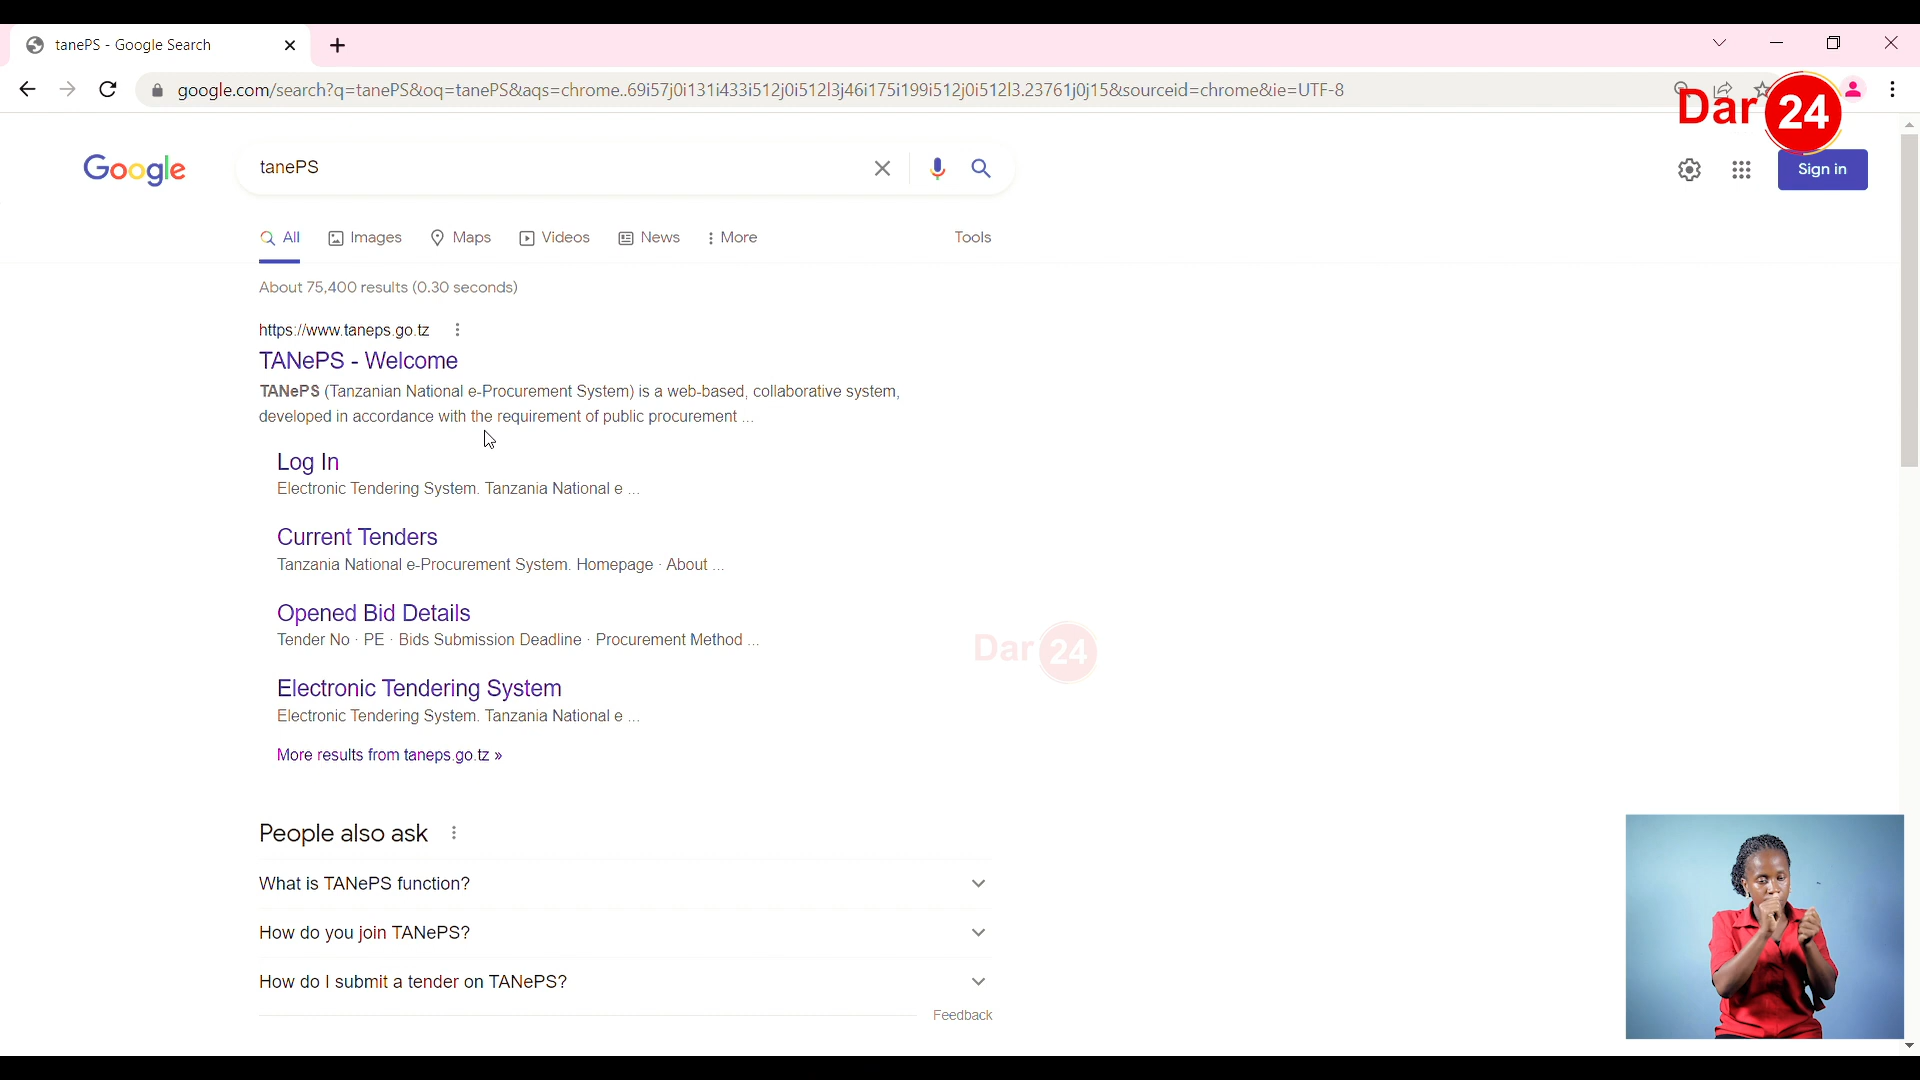 tanePS - Google Search
google.com/search?q=tanePS&oq=tanePS&aqs=chrome..69i57j0i131i433i512j0i512l3j46i175i199i512j0i512l3.23761j0j15&sourceid=chrome&ie=UTF-8
Dar 24
Google
tanePS
Sign in
All
Images
Maps
Videos
News
More
Tools
About 75,400 results (0.30 seconds)
https://www.taneps.go.tz
TANePS - Welcome
TANePS (Tanzanian National e-Procurement System) is a web-based, collaborative system,
developed in accordance with the requirement of public procurement ...
Log In
Electronic Tendering System. Tanzania National e ...
Current Tenders
Tanzania National e-Procurement System. Homepage · About ...
Opened Bid Details
Tender No · PE · Bids Submission Deadline · Procurement Method ...
Dar 24
Electronic Tendering System
Electronic Tendering System. Tanzania National e ...
More results from taneps.go.tz »
People also ask
What is TANePS function?
How do you join TANePS?
How do I submit a tender on TANePS?
Feedback